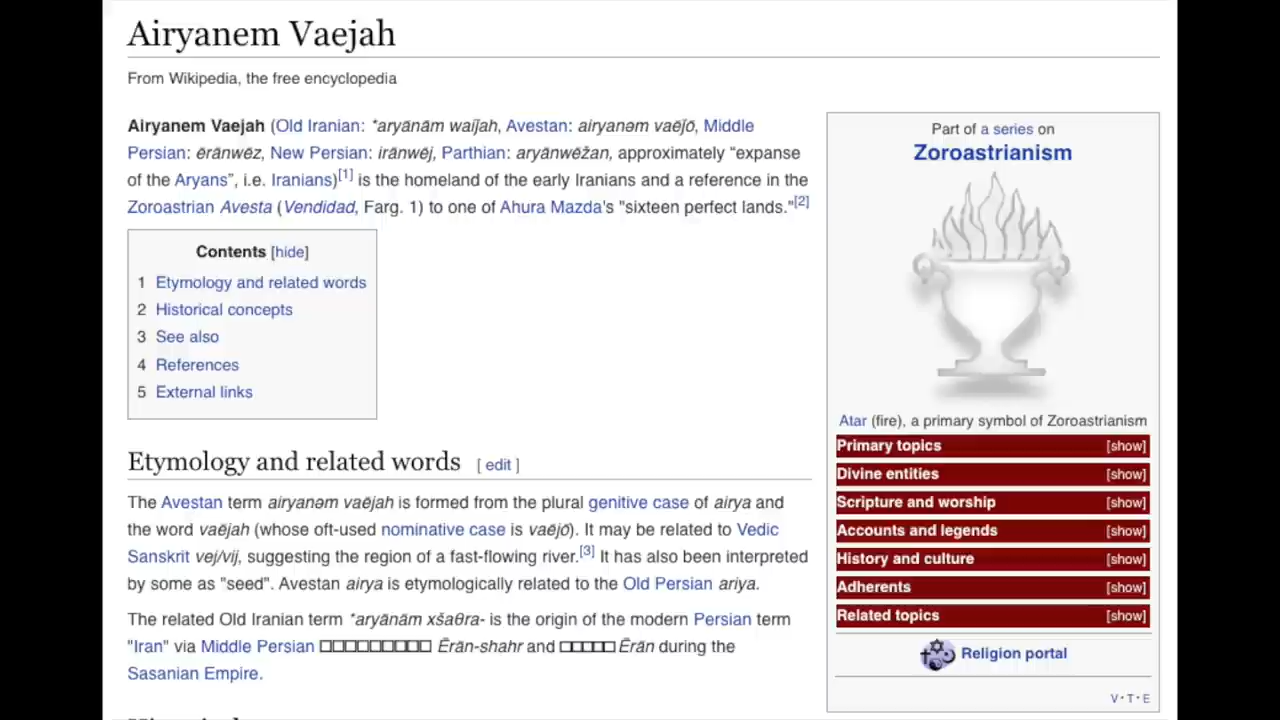 Airyanem Vaejah
From Wikipedia, the free encyclopedia
Airyanem Vaejah (Old Iranian: *aryānām waiǰah, Avestan: airyanəm vaēǰō, Middle
Persian: ērānwēz, New Persian: irānwēj, Parthian: aryānwēžan, approximately “expanse
of the Aryans”, i.e. Iranians)[1] is the homeland of the early Iranians and a reference in the
Zoroastrian Avesta (Vendidad, Farg. 1) to one of Ahura Mazda's "sixteen perfect lands."[2]
Contents [hide]
1 Etymology and related words
2 Historical concepts
3 See also
4 References
5 External links
Etymology and related words [ edit ]
The Avestan term airyanəm vaējah is formed from the plural genitive case of airya and
the word vaējah (whose oft-used nominative case is vaējō). It may be related to Vedic
Sanskrit vej/vij, suggesting the region of a fast-flowing river.[3] It has also been interpreted
by some as "seed". Avestan airya is etymologically related to the Old Persian ariya.
The related Old Iranian term *aryānām xšaθra- is the origin of the modern Persian term
"Iran" via Middle Persian Ērān-shahr and Ērān during the
Sasanian Empire.
Part of a series on
Zoroastrianism
Atar (fire), a primary symbol of Zoroastrianism
Primary topics [show]
Divine entities [show]
Scripture and worship [show]
Accounts and legends [show]
History and culture [show]
Adherents [show]
Related topics [show]
Religion portal
V·T·E